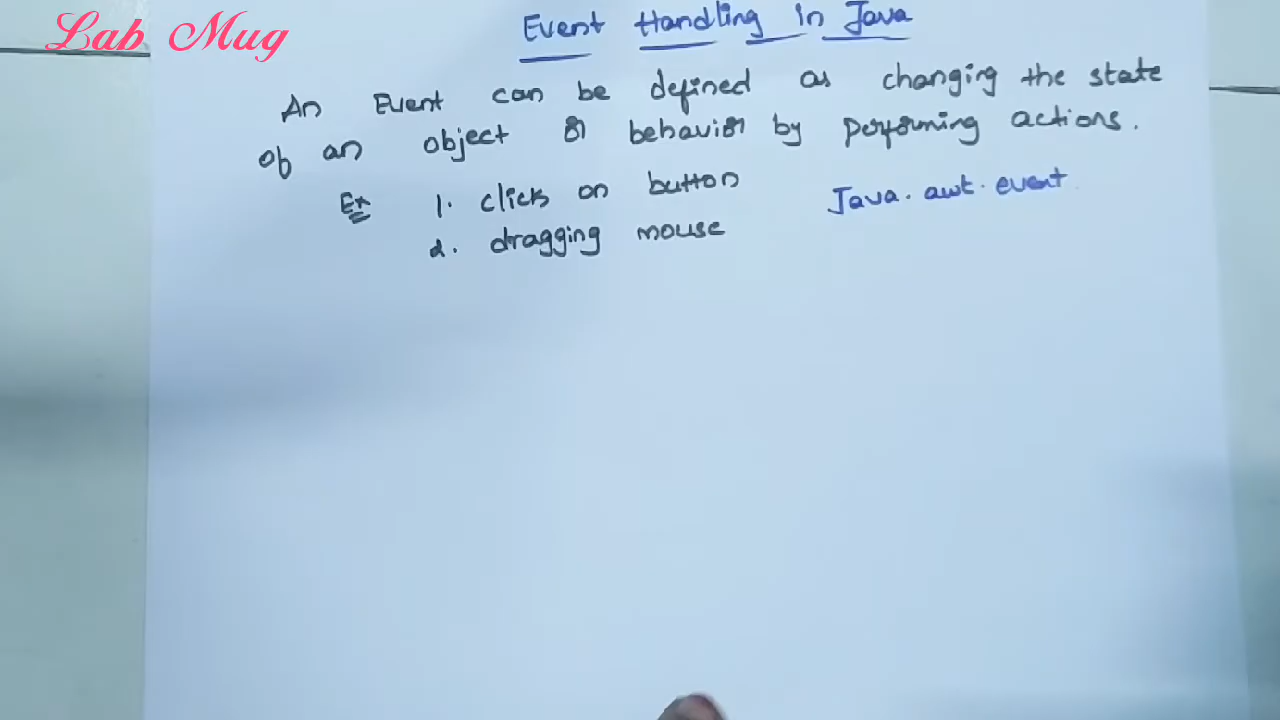 Lab Mug
Event Handling in Java
An Event can be defined as changing the state
of an object or behavior by performing actions.
Ex 1. click on button
2. dragging mouse
Java.awt.event